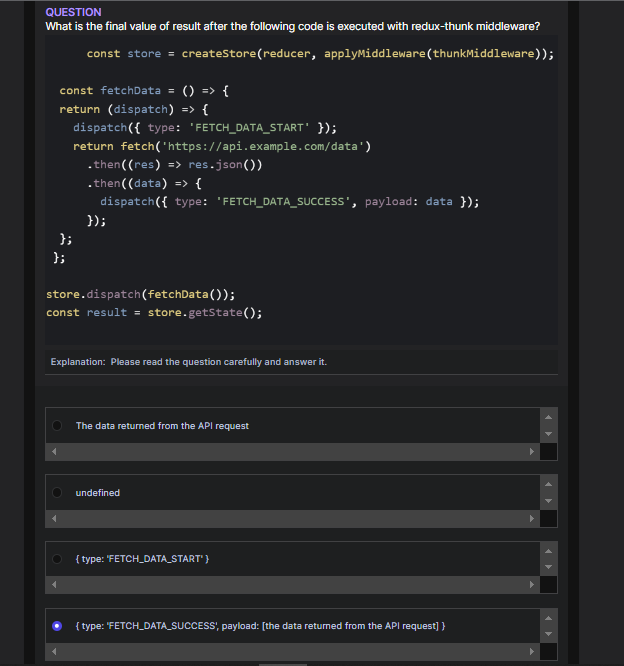 QUESTION
What is the final value of result after the following code is executed with redux-thunk middleware?
const store = createStore(reducer, applyMiddleware(thunkMiddleware));
const fetchData = () => {
return (dispatch) => {
dispatch({ type: 'FETCH_DATA_START' });
return fetch('https://api.example.com/data')
.then((res) => res.json())
.then((data) => {
dispatch({ type: 'FETCH_DATA_SUCCESS', payload: data });
});
};
};
store.dispatch(fetchData());
const result = store.getState();
Explanation: Please read the question carefully and answer it.
The data returned from the API request
undefined
{ type: 'FETCH_DATA_START' }
{ type: 'FETCH_DATA_SUCCESS', payload: [the data returned from the API request] }